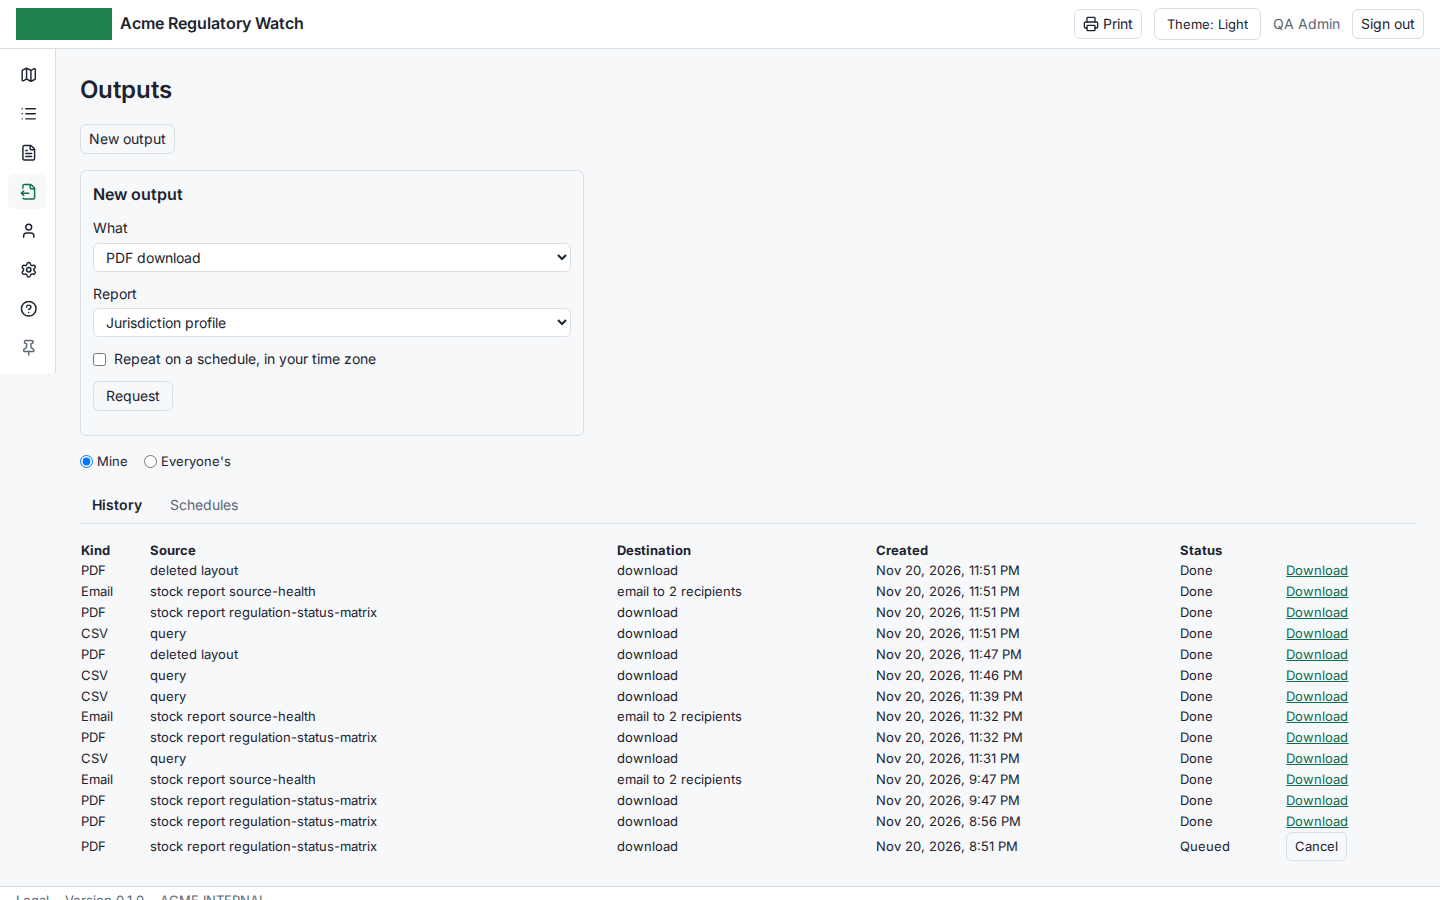 Acme Regulatory Watch
Print
Theme: Light
QA Admin
Sign out
Outputs
New output
New output
What
PDF download
Report
Jurisdiction profile
Repeat on a schedule, in your time zone
Request
Mine Everyone's
History Schedules
Kind Source Destination Created Status
PDF deleted layout download Nov 20, 2026, 11:51 PM Done Download
Email stock report source-health email to 2 recipients Nov 20, 2026, 11:51 PM Done Download
PDF stock report regulation-status-matrix download Nov 20, 2026, 11:51 PM Done Download
CSV query download Nov 20, 2026, 11:51 PM Done Download
PDF deleted layout download Nov 20, 2026, 11:47 PM Done Download
CSV query download Nov 20, 2026, 11:46 PM Done Download
CSV query download Nov 20, 2026, 11:39 PM Done Download
Email stock report source-health email to 2 recipients Nov 20, 2026, 11:32 PM Done Download
PDF stock report regulation-status-matrix download Nov 20, 2026, 11:32 PM Done Download
CSV query download Nov 20, 2026, 11:31 PM Done Download
Email stock report source-health email to 2 recipients Nov 20, 2026, 9:47 PM Done Download
PDF stock report regulation-status-matrix download Nov 20, 2026, 9:47 PM Done Download
PDF stock report regulation-status-matrix download Nov 20, 2026, 8:56 PM Done Download
PDF stock report regulation-status-matrix download Nov 20, 2026, 8:51 PM Queued Cancel
Legal Version 0.1.0 ACME INTERNAL